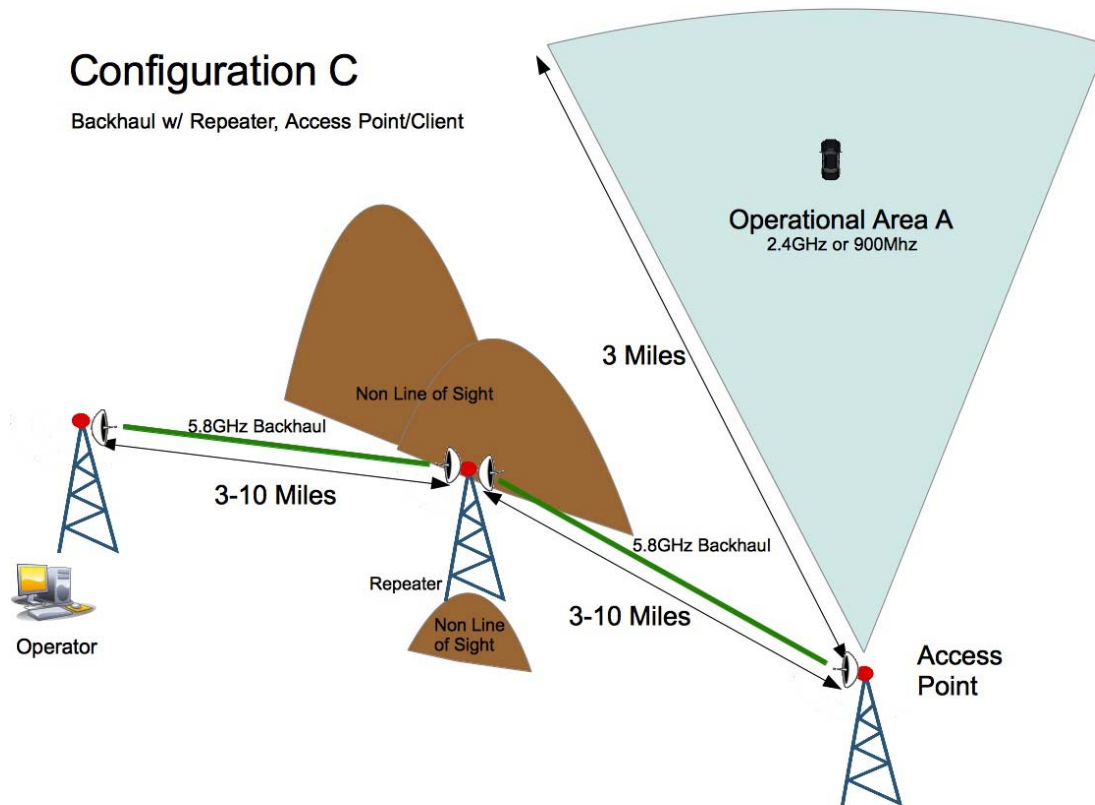 Configuration C
Backhaul w/ Repeater, Access Point/Client
Operational Area A
2.4GHz or 900Mhz
3 Miles
Non Line of Sight
5.8GHz Backhaul
3-10 Miles
5.8GHz Backhaul
Repeater
3-10 Miles
Non Line
of Sight
Operator
Access
Point